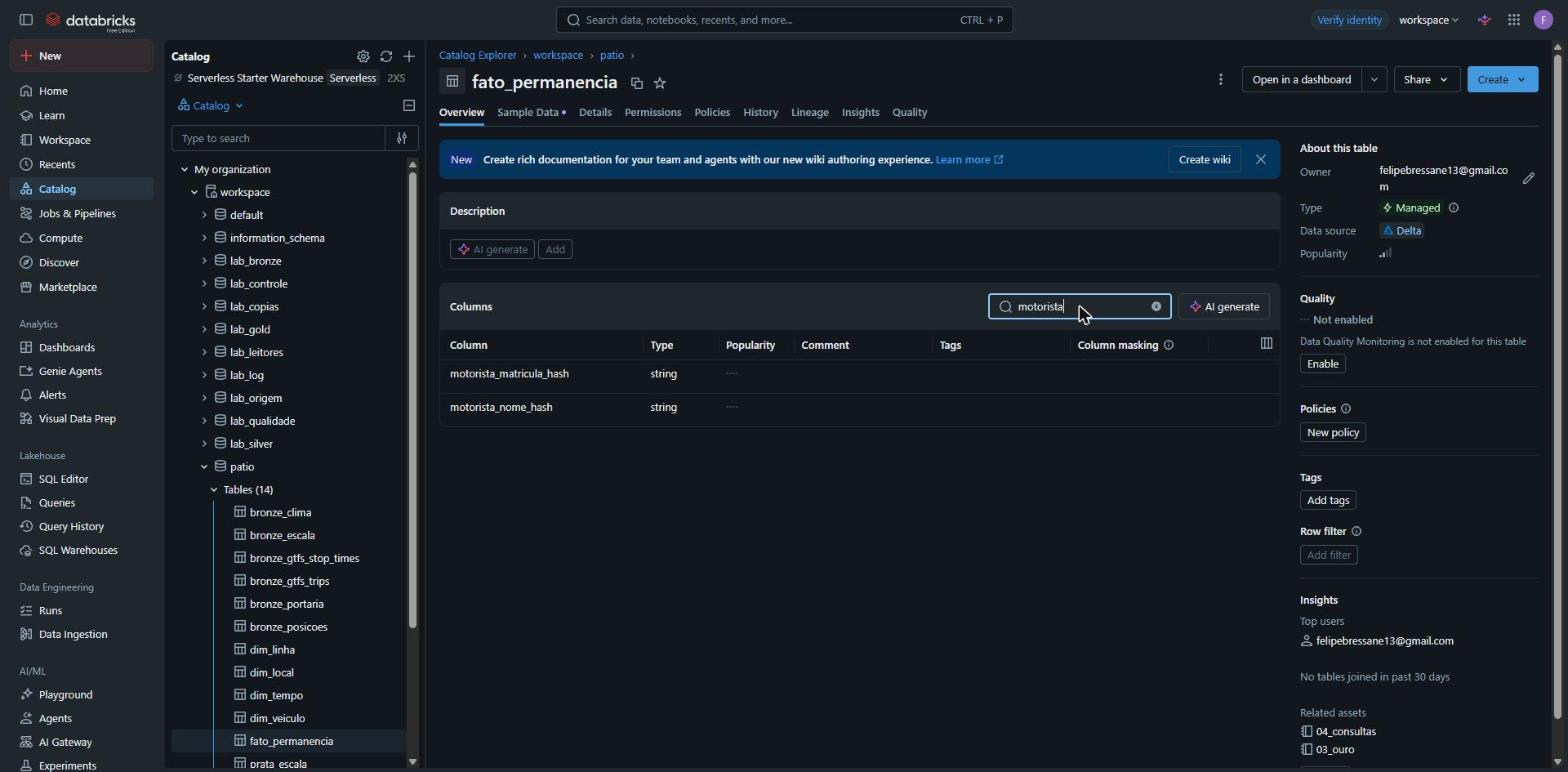 databricks
Free Edition
Search data, notebooks, recents, and more...
CTRL + P
Verify identity
workspace
F
New
Home
Learn
Workspace
Recents
Catalog
Jobs & Pipelines
Compute
Discover
Marketplace
Analytics
Dashboards
Genie Agents
Alerts
Visual Data Prep
Lakehouse
SQL Editor
Queries
Query History
SQL Warehouses
Data Engineering
Runs
Data Ingestion
AI/ML
Playground
Agents
AI Gateway
Experiments
Catalog
Serverless Starter Warehouse Serverless 2XS
Catalog
Type to search
My organization
workspace
default
information_schema
lab_bronze
lab_controle
lab_copias
lab_gold
lab_leitores
lab_log
lab_origem
lab_qualidade
lab_silver
patio
Tables (14)
bronze_clima
bronze_escala
bronze_gtfs_stop_times
bronze_gtfs_trips
bronze_portaria
bronze_posicoes
dim_linha
dim_local
dim_tempo
dim_veiculo
fato_permanencia
prata_escala
Catalog Explorer › workspace › patio ›
fato_permanencia
Open in a dashboard
Share
Create
Overview Sample Data Details Permissions Policies History Lineage Insights Quality
New Create rich documentation for your team and agents with our new wiki authoring experience. Learn more
Create wiki
Description
AI generate Add
Columns
motorista
AI generate
Column Type Popularity Comment Tags Column masking
motorista_matricula_hash string
motorista_nome_hash string
About this table
Owner felipebressane13@gmail.co
m
Type Managed
Data source Delta
Popularity
Quality
Not enabled
Data Quality Monitoring is not enabled for this table
Enable
Policies
New policy
Tags
Add tags
Row filter
Add filter
Insights
Top users
felipebressane13@gmail.com
No tables joined in past 30 days
Related assets
04_consultas
03_ouro